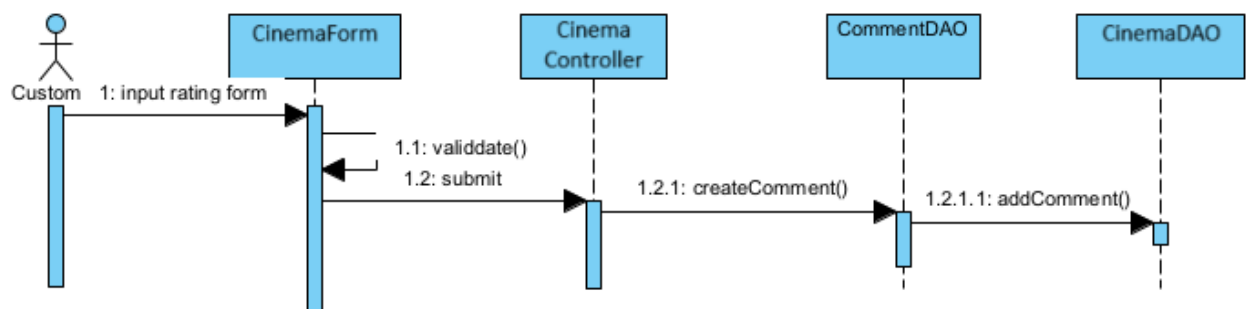 CinemaForm
Cinema
Controller
CommentDAO
CinemaDAO
Custom
1: input rating form
1.1: validdate()
1.2: submit
1.2.1: createComment()
1.2.1.1: addComment()